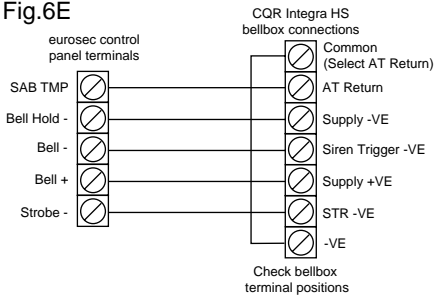 Fig.6E
eurosec control
panel terminals
SAB TMP
Bell Hold -
Bell -
Bell +
Strobe -
CQR Integra HS
bellbox connections
Common
(Select AT Return)
AT Return
Supply -VE
Siren Trigger -VE
Supply +VE
STR -VE
-VE
Check bellbox
terminal positions